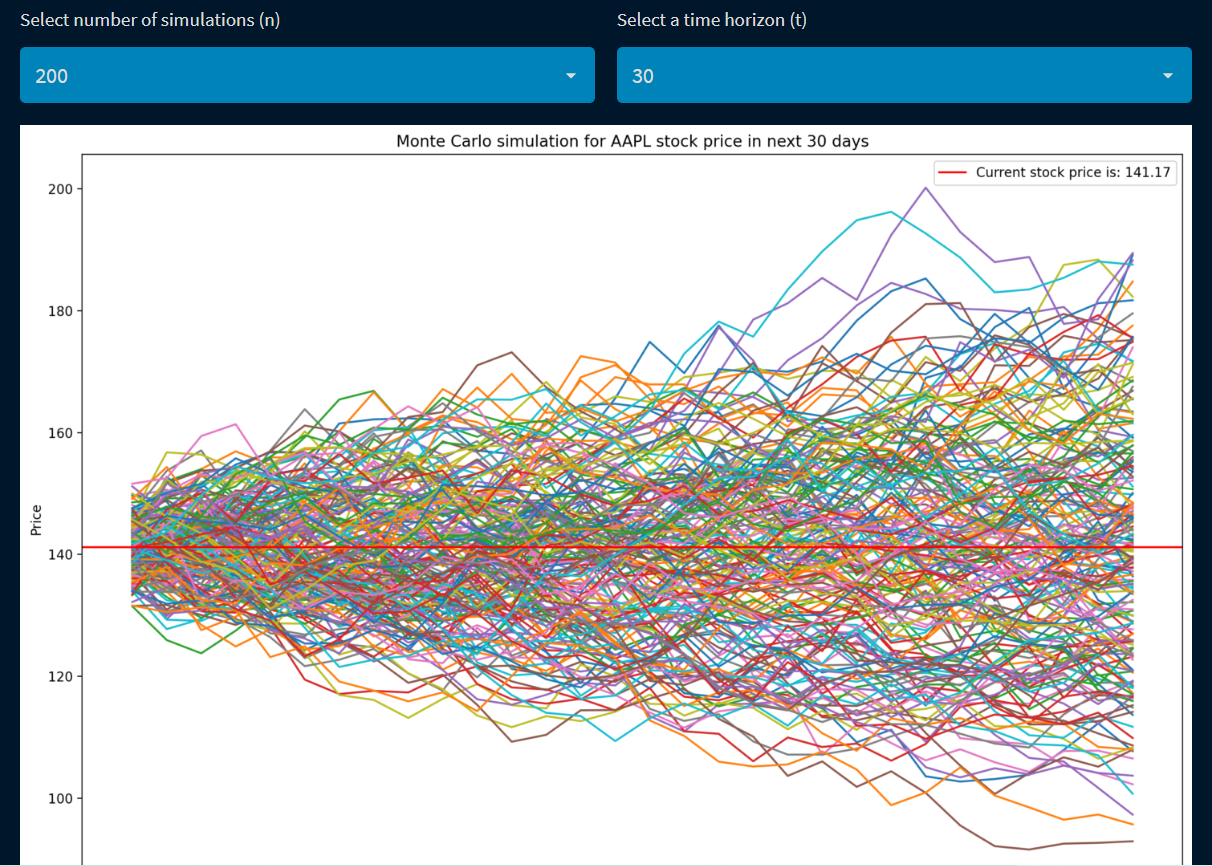 Select number of simulations (n)
Select a time horizon (t)
200
30
Monte Carlo simulation for AAPL stock price in next 30 days
Current stock price is: 141.17
200
180
160
140
120
100
Price